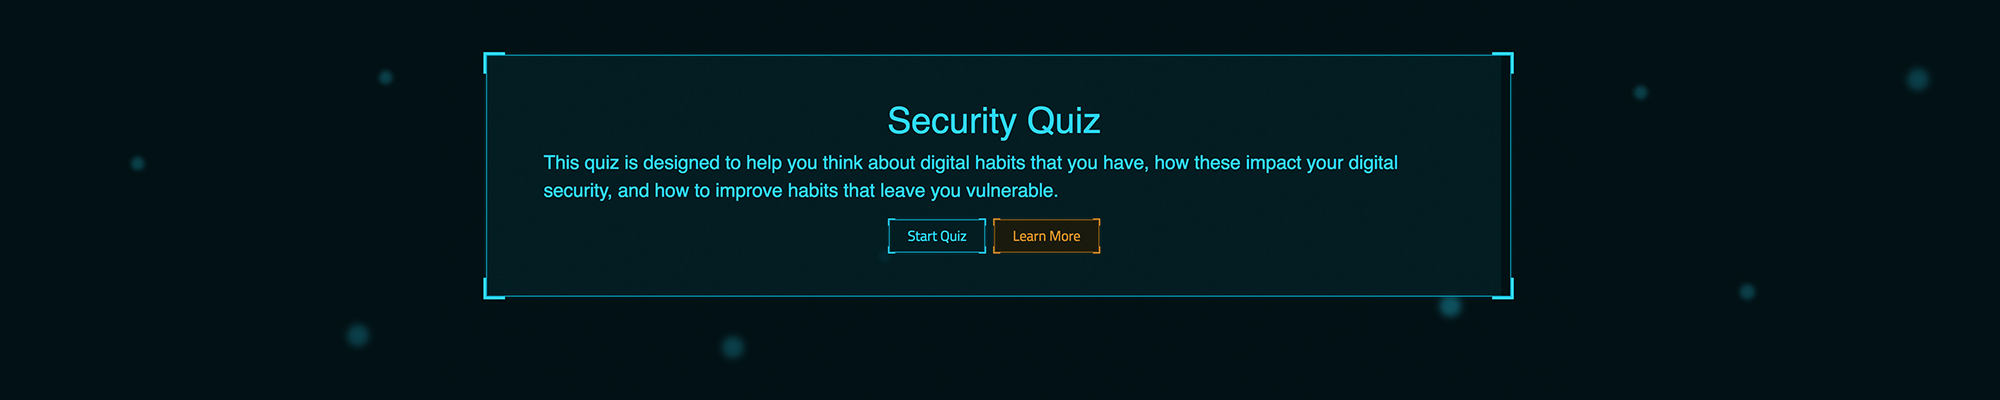 Security Quiz
This quiz is designed to help you think about digital habits that you have, how these impact your digital
security, and how to improve habits that leave you vulnerable.
Start Quiz Learn More